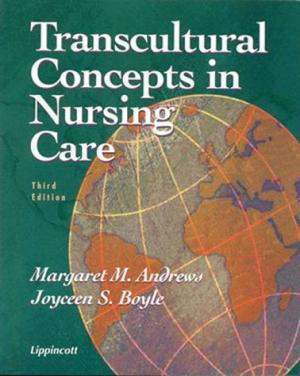 Transcultural
Concepts in
Nursing
Care
Third
Edition
Margaret M. Andrews
Joyceen S. Boyle
Lippincott